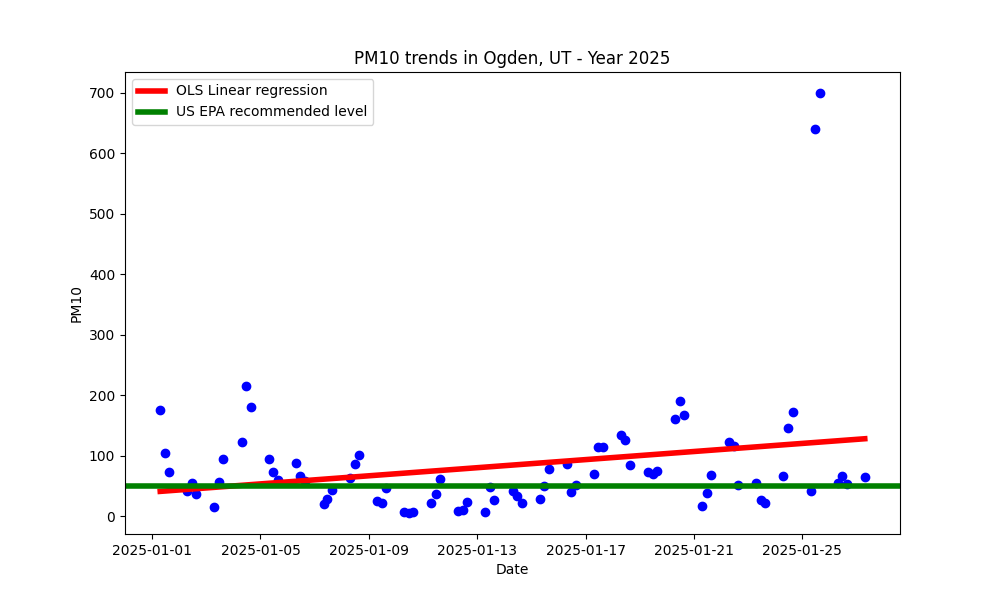 PM10 trends in Ogden, UT - Year 2025
OLS Linear regression
US EPA recommended level
700
600
500
400
300
200
100
0
PM10
2025-01-01 2025-01-05 2025-01-09 2025-01-13 2025-01-17 2025-01-21 2025-01-25
Date